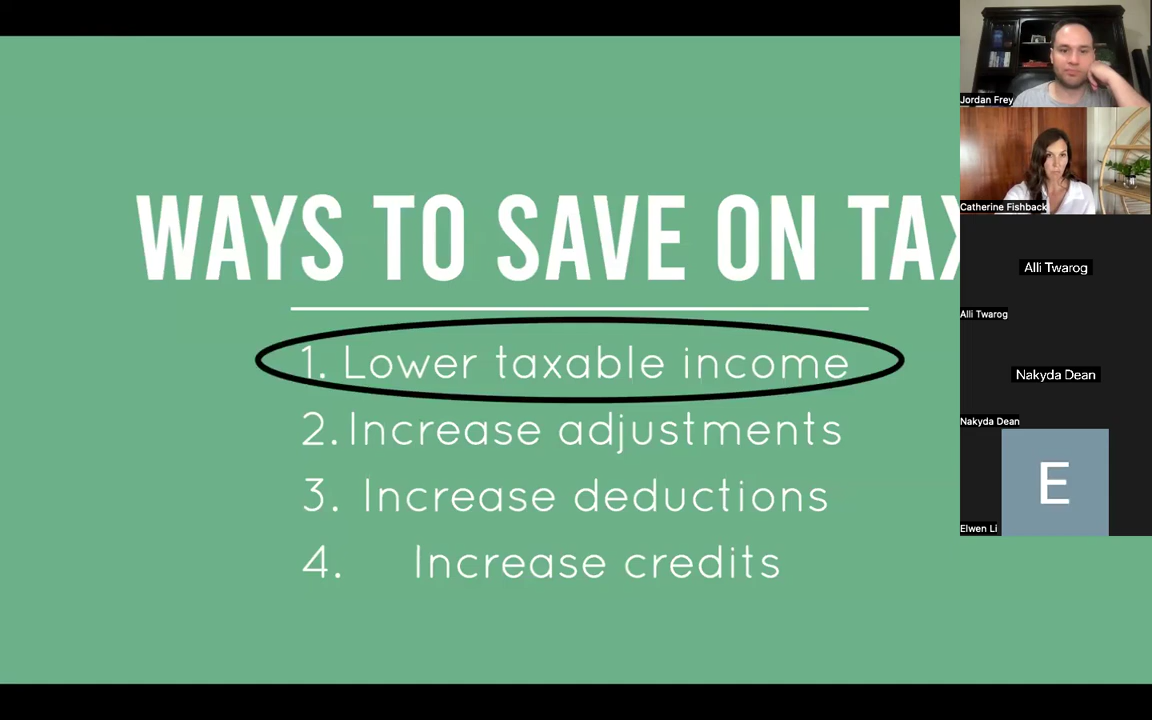 WAYS TO SAVE ON TAX
1. Lower taxable income
2. Increase adjustments
3. Increase deductions
4. Increase credits
Jordan Frey
Catherine Fishback
Alli Twarog
Alli Twarog
Nakyda Dean
Nakyda Dean
E
Elwen Li